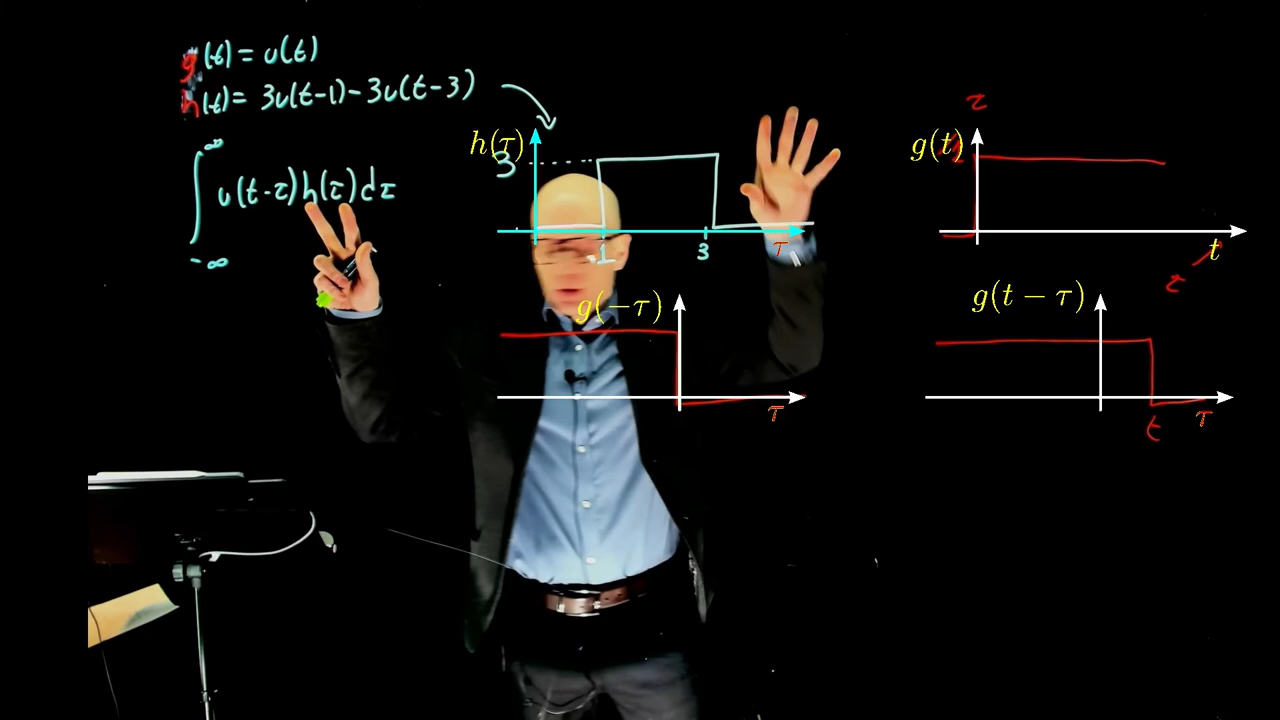 g(t) = u(t)
h(t) = 3u(t-1) - 3u(t-3)
∫
∞
-∞
u(t-τ)h(τ)dτ
h(τ)
3
1
3
τ
τ
g(t)
t
τ
g(-τ)
τ
g(t-τ)
t
τ